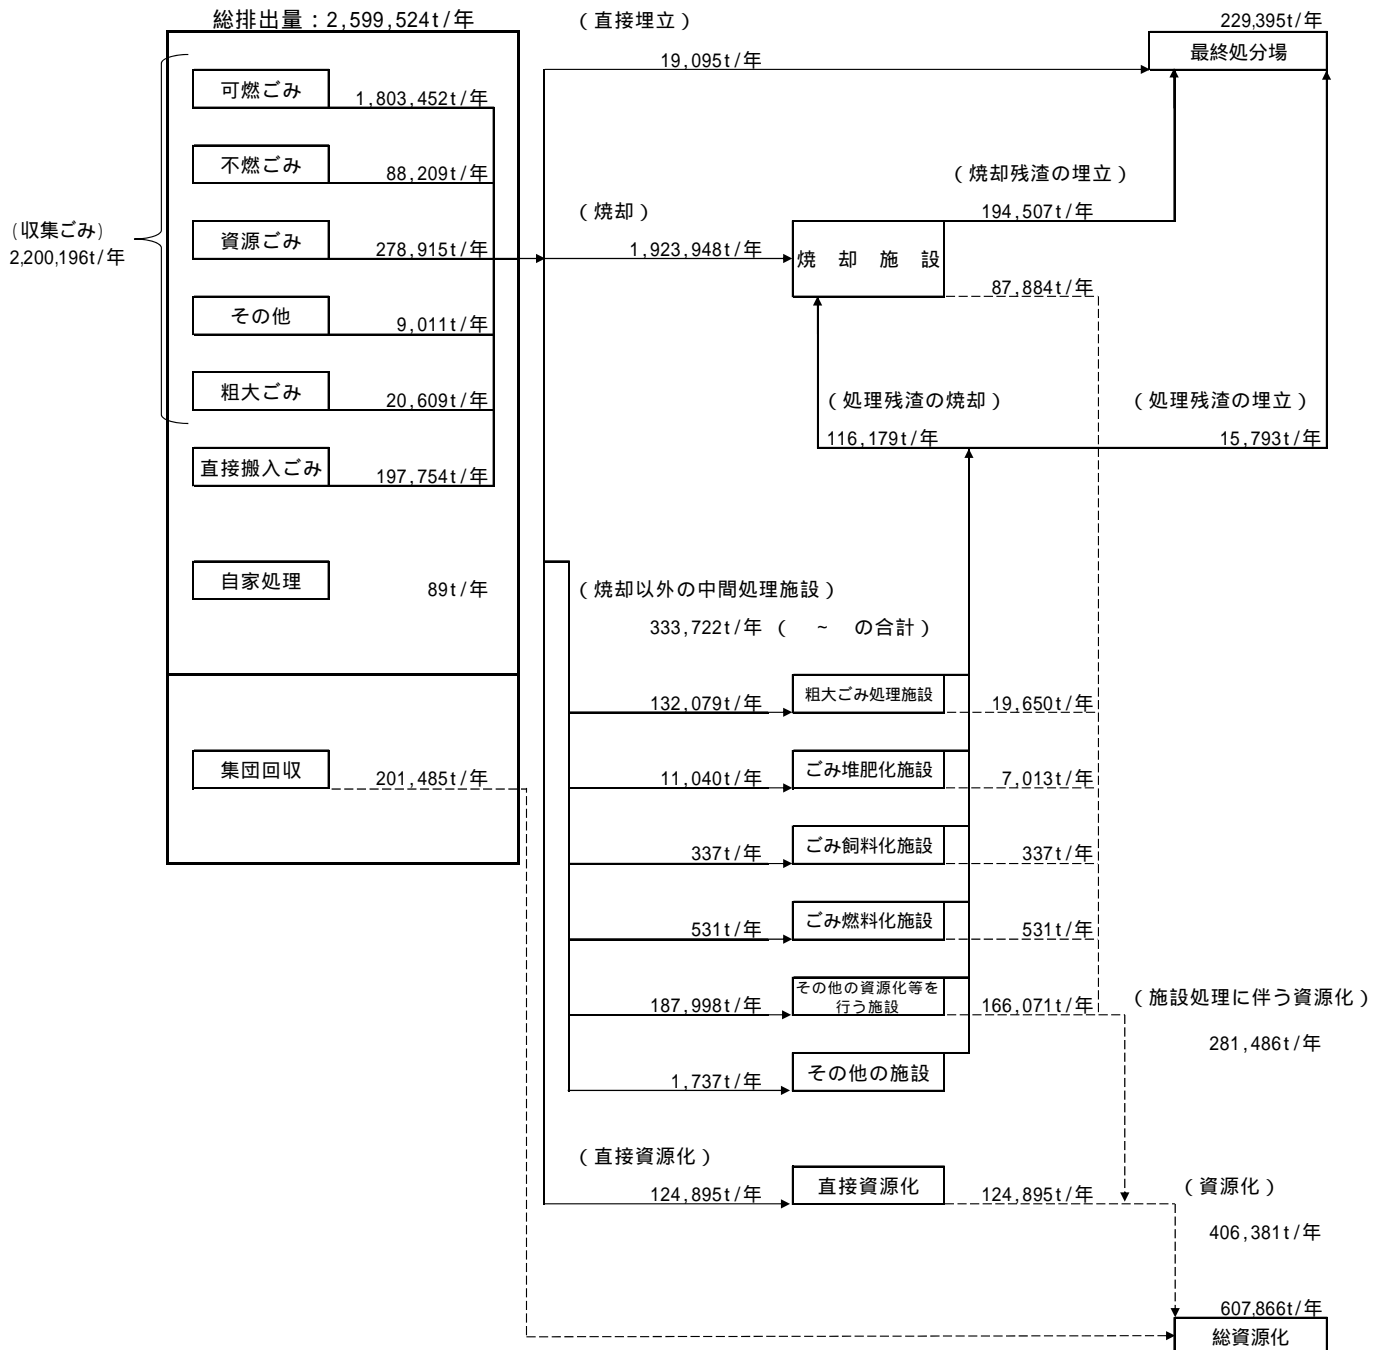 総排出量：2,599,524t/年
（直接埋立）
229,395t/年
最終処分場
19,095t/年
可燃ごみ
1,803,452t/年
不燃ごみ
88,209t/年
（焼却残渣の埋立）
194,507t/年
(収集ごみ)
2,200,196t/年
資源ごみ
278,915t/年
（焼却）
1,923,948t/年
焼却施設
87,884t/年
その他
9,011t/年
粗大ごみ
20,609t/年
（処理残渣の焼却）
116,179t/年
（処理残渣の埋立）
15,793t/年
直接搬入ごみ
197,754t/年
自家処理
89t/年
（焼却以外の中間処理施設）
333,722t/年（　～　の合計）
132,079t/年
粗大ごみ処理施設
19,650t/年
集団回収
201,485t/年
11,040t/年
ごみ堆肥化施設
7,013t/年
337t/年
ごみ飼料化施設
337t/年
531t/年
ごみ燃料化施設
531t/年
187,998t/年
その他の資源化等を
行う施設
166,071t/年
（施設処理に伴う資源化）
281,486t/年
1,737t/年
その他の施設
（直接資源化）
124,895t/年
直接資源化
124,895t/年
（資源化）
406,381t/年
607,866t/年
総資源化